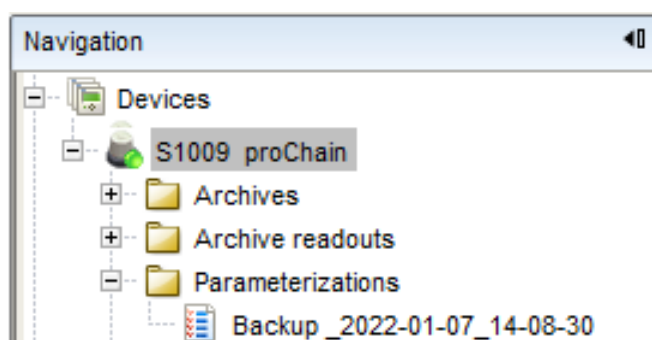 Navigation
Devices
S1009 proChain
Archives
Archive readouts
Parameterizations
Backup _2022-01-07_14-08-30